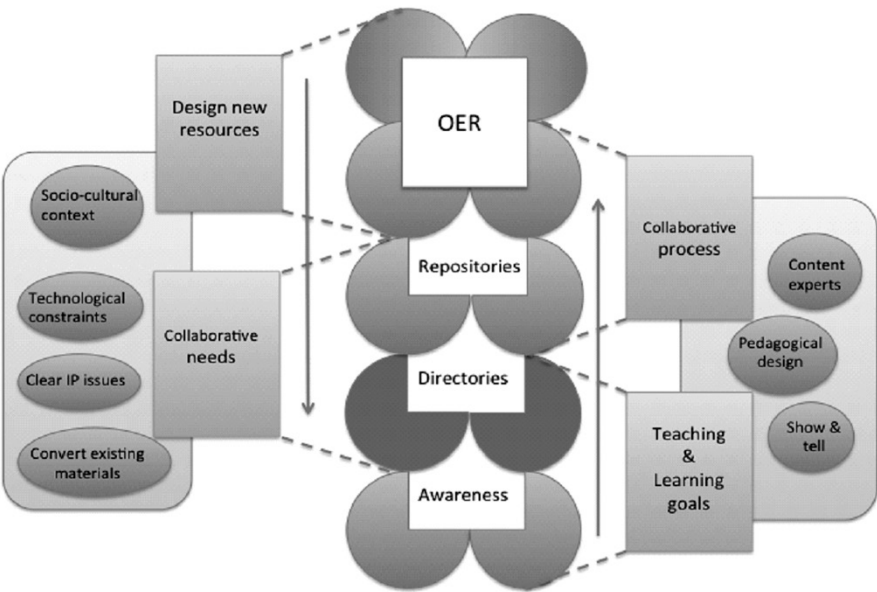 Design new
resources
Socio-cultural
context
Technological
constraints
Clear IP issues
Convert existing
materials
Collaborative
needs
OER
Repositories
Directories
Awareness
Collaborative
process
Content
experts
Pedagogical
design
Show &
tell
Teaching
&
Learning
goals